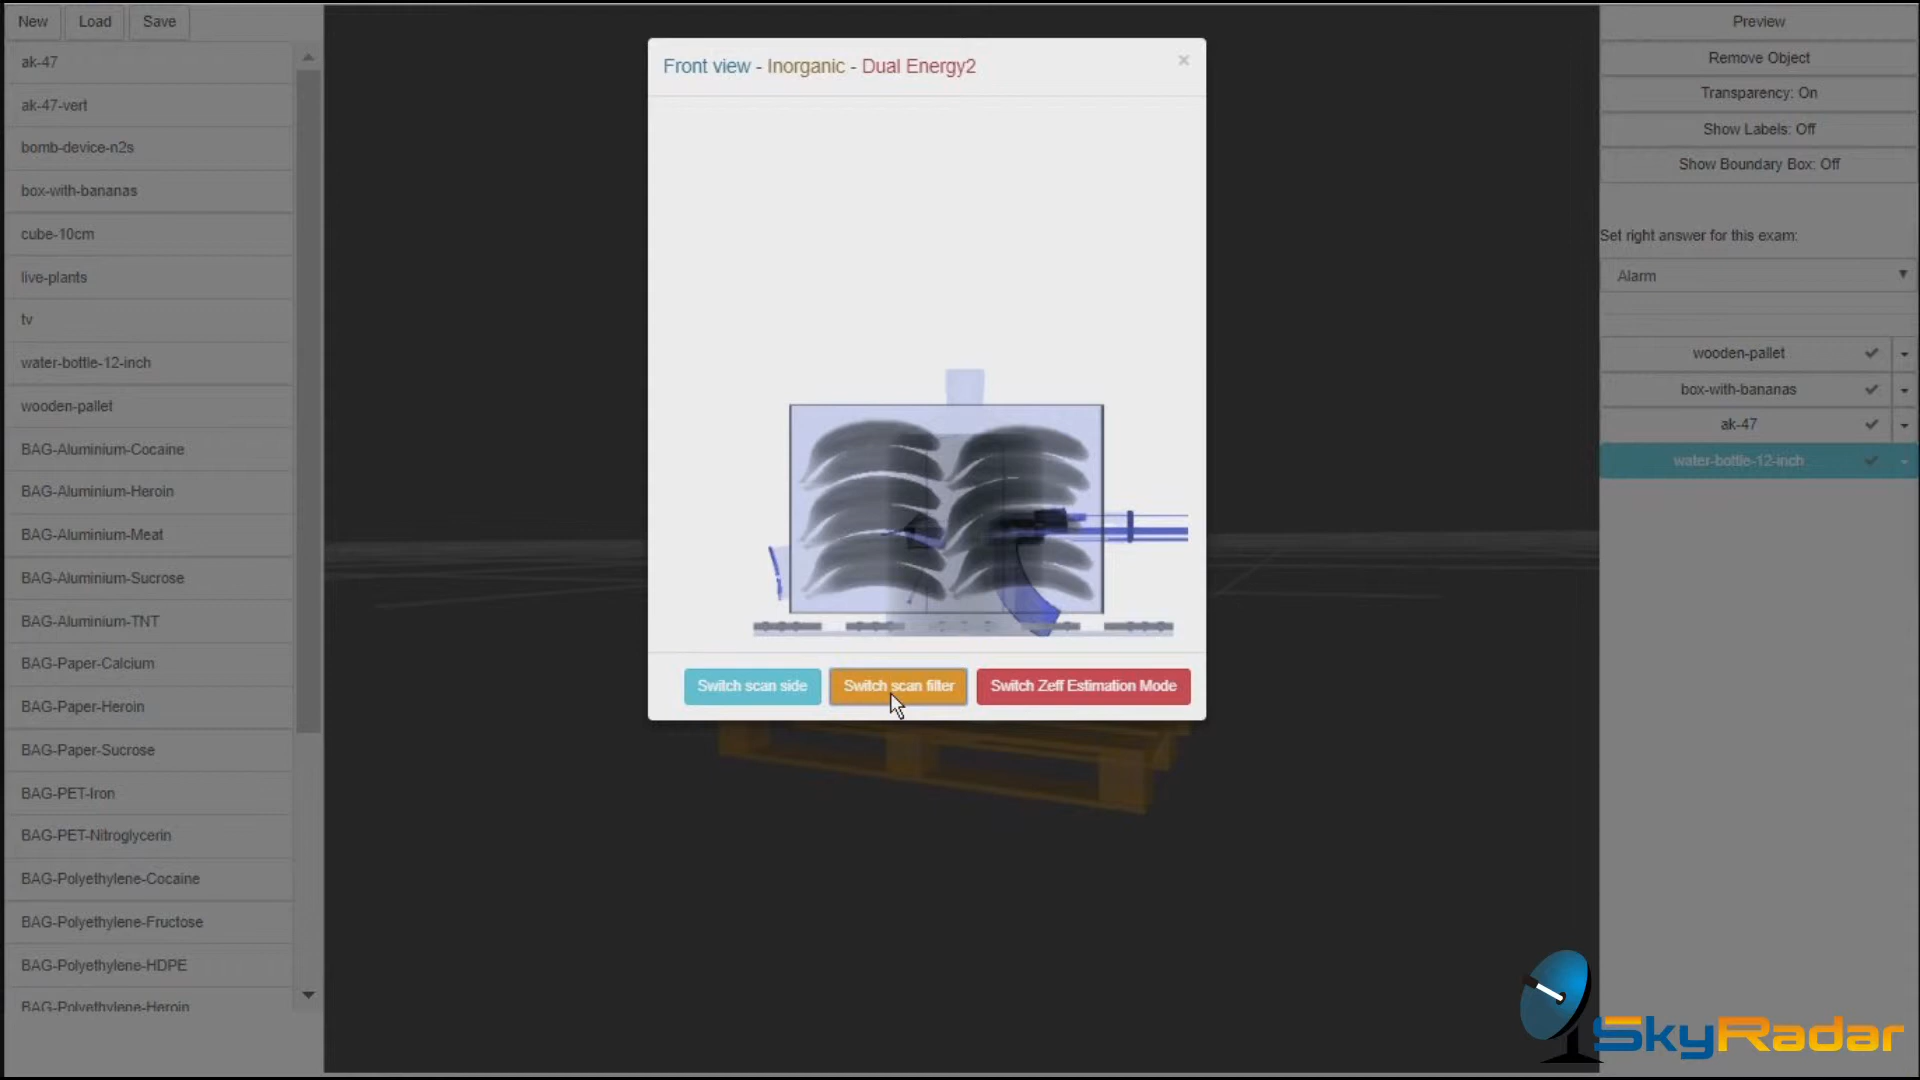 New
Load
Save
ak-47
ak-47-vert
bomb-device-n2s
box-with-bananas
cube-10cm
live-plants
tv
water-bottle-12-inch
wooden-pallet
BAG-Aluminium-Cocaine
BAG-Aluminium-Heroin
BAG-Aluminium-Meat
BAG-Aluminium-Sucrose
BAG-Aluminium-TNT
BAG-Paper-Calcium
BAG-Paper-Heroin
BAG-Paper-Sucrose
BAG-PET-Iron
BAG-PET-Nitroglycerin
BAG-Polyethylene-Cocaine
BAG-Polyethylene-Fructose
BAG-Polyethylene-HDPE
BAG-Polyethylene-Heroin
Front view - Inorganic - Dual Energy2
×
Switch scan side
Switch scan filter
Switch Zeff Estimation Mode
Preview
Remove Object
Transparency: On
Show Labels: Off
Show Boundary Box: Off
Set right answer for this exam:
Alarm
wooden-pallet
box-with-bananas
ak-47
water-bottle-12-inch
SkyRadar